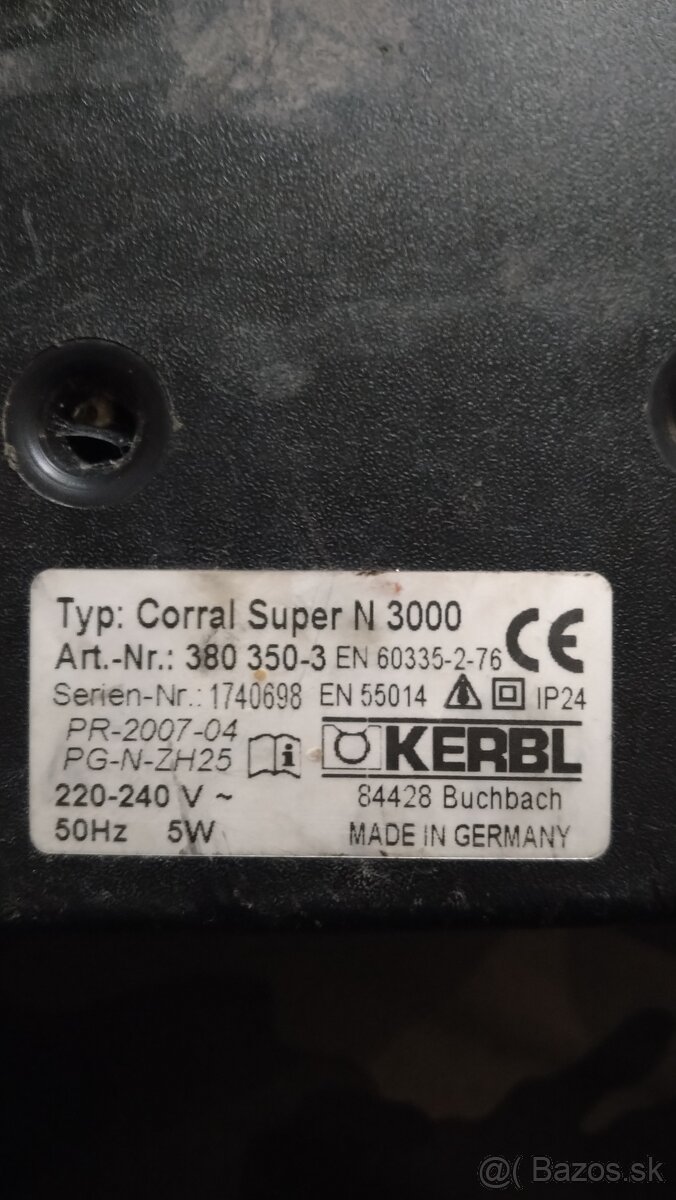 Typ: Corral Super N 3000
CE
Art.-Nr.: 380 350-3 EN 60335-2-76
Serien-Nr.: 1740698 EN 55014 IP24
PR-2007-04
PG-N-ZH25
i
KERBL
220-240 V ~
84428 Buchbach
50Hz 5W
MADE IN GERMANY
@( Bazos.sk